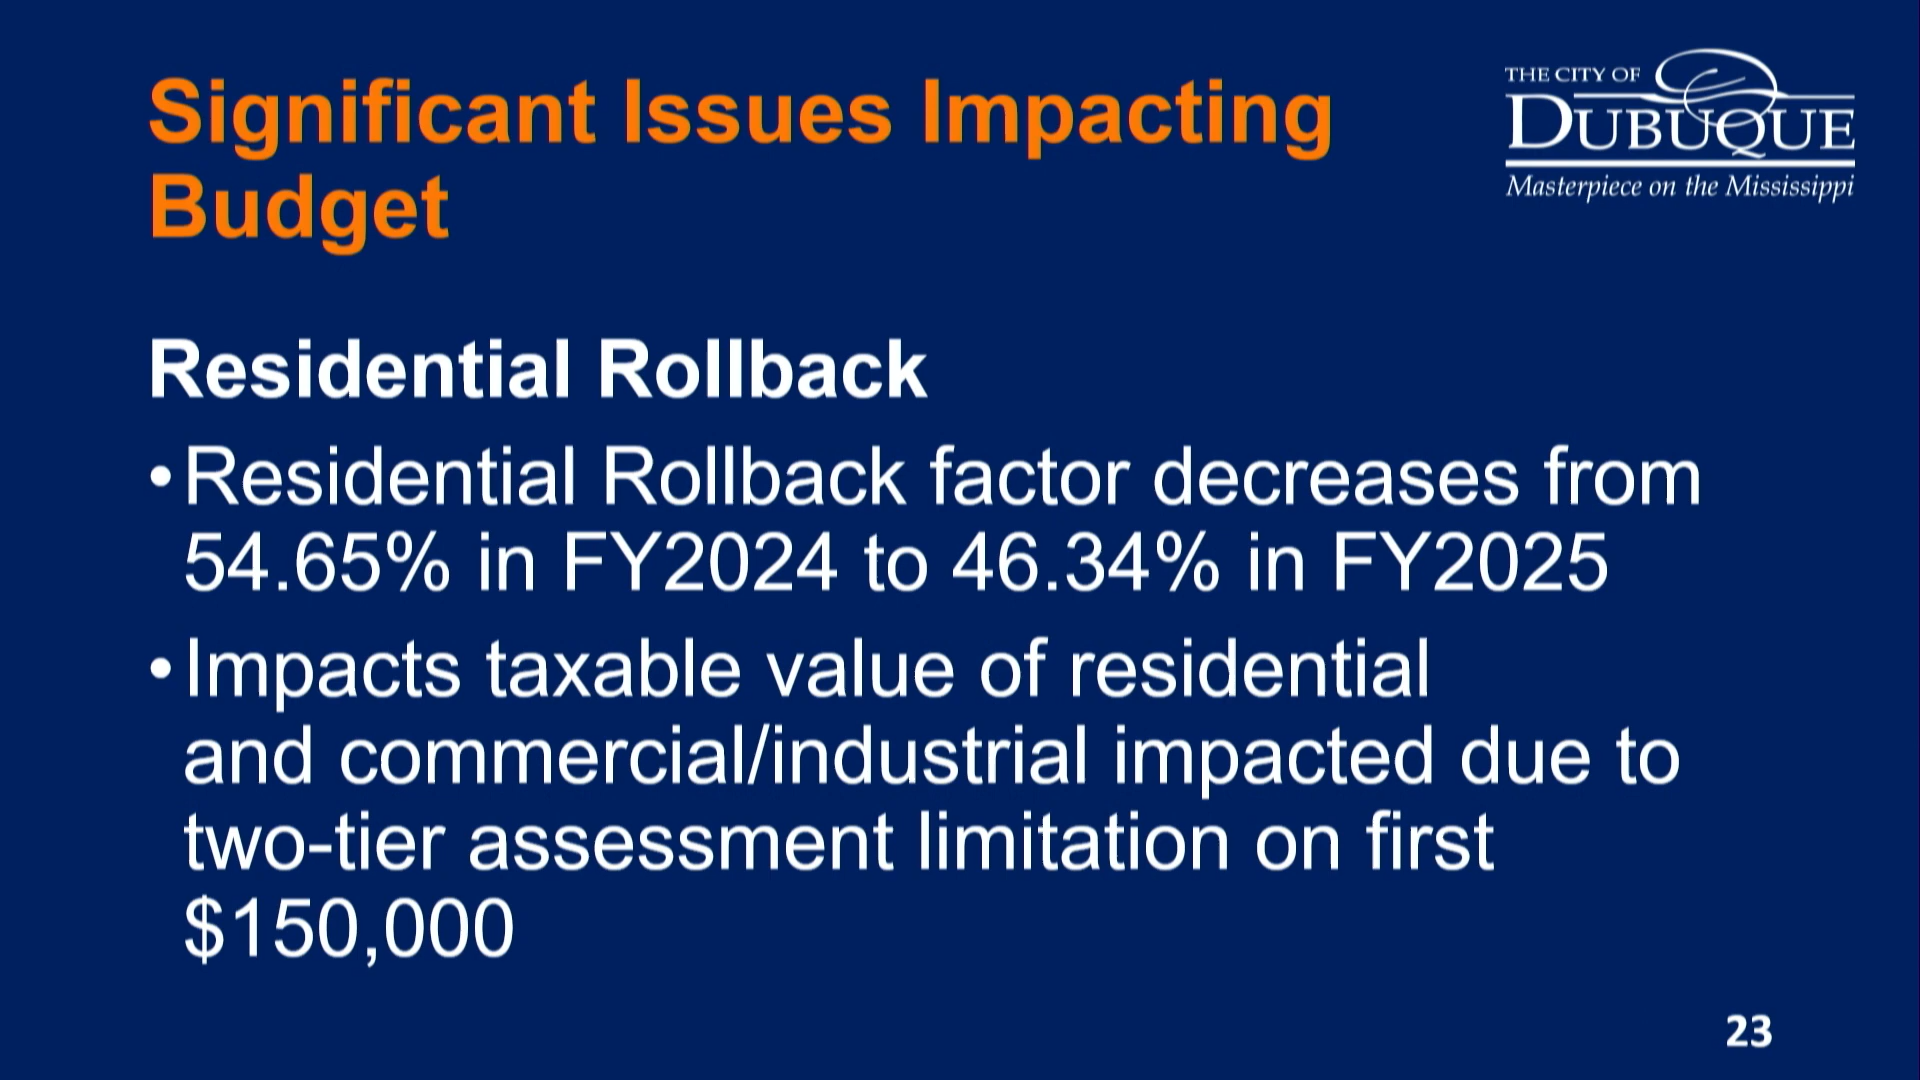 Significant Issues Impacting
Budget
THE CITY OF
DUBUQUE
Masterpiece on the Mississippi
Residential Rollback
•Residential Rollback factor decreases from
54.65% in FY2024 to 46.34% in FY2025
•Impacts taxable value of residential
and commercial/industrial impacted due to
two-tier assessment limitation on first
$150,000
23